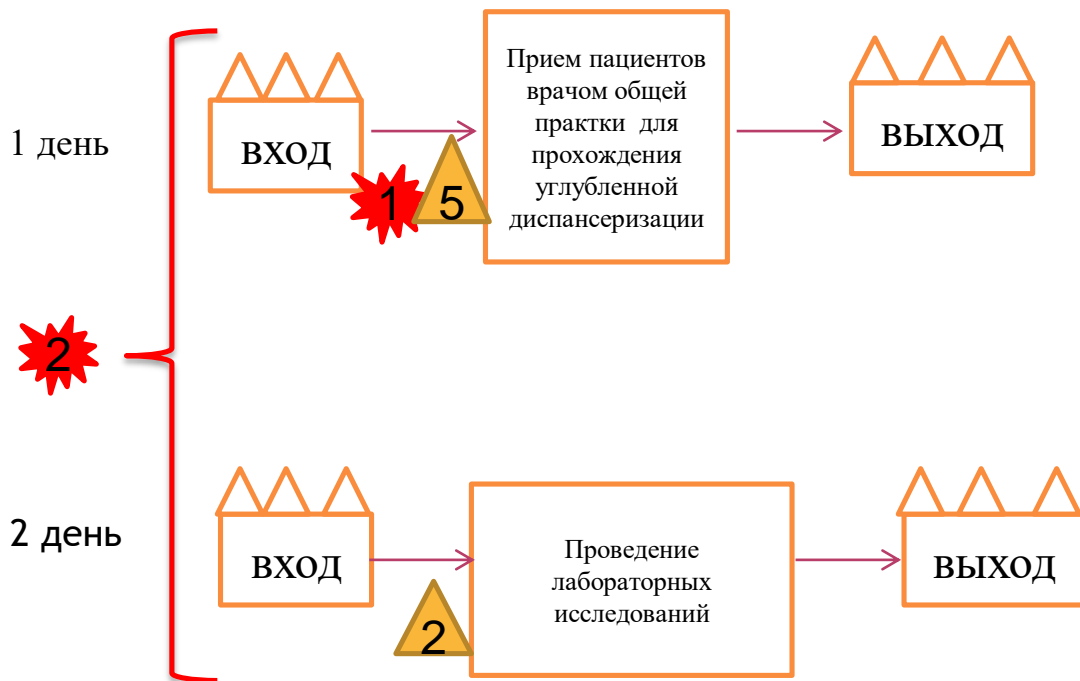 1 день
ВХОД
1
5
Прием пациентов
врачом общей
практки для
прохождения
углубленной
диспансеризации
ВЫХОД
2
2 день
ВХОД
2
Проведение
лабораторных
исследований
ВЫХОД